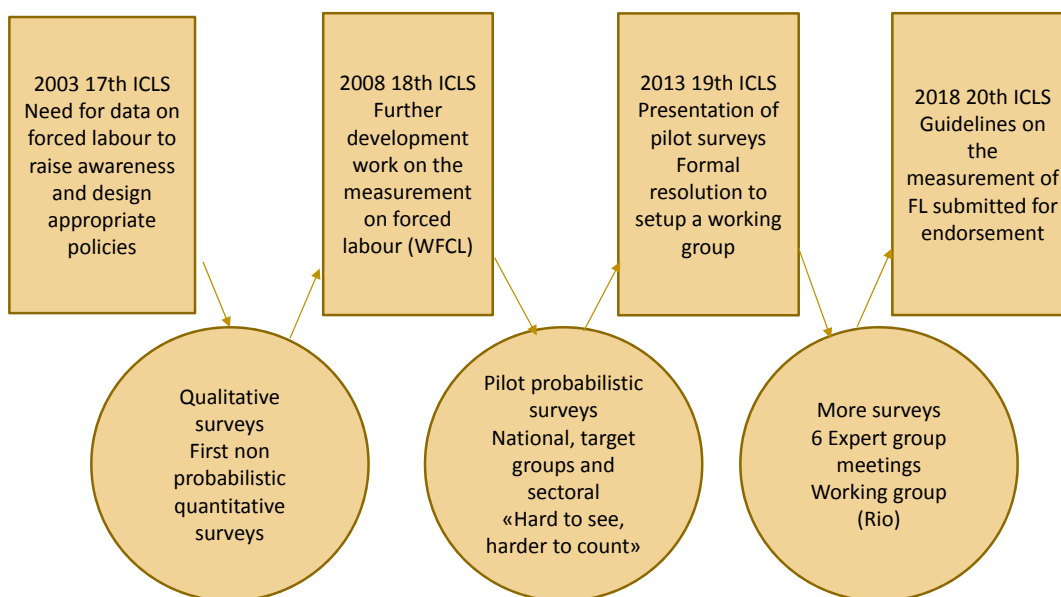 2003 17th ICLS
Need for data on
forced labour to
raise awareness
and design
appropriate
policies
2008 18th ICLS
Further
development
work on the
measurement
on forced
labour (WFCL)
2013 19th ICLS
Presentation of
pilot surveys
Formal
resolution to
setup a working
group
2018 20th ICLS
Guidelines on
the
measurement of
FL submitted for
endorsement
Qualitative
surveys
First non
probabilistic
quantitative
surveys
Pilot probabilistic
surveys
National, target
groups and
sectoral
«Hard to see,
harder to count»
More surveys
6 Expert group
meetings
Working group
(Rio)